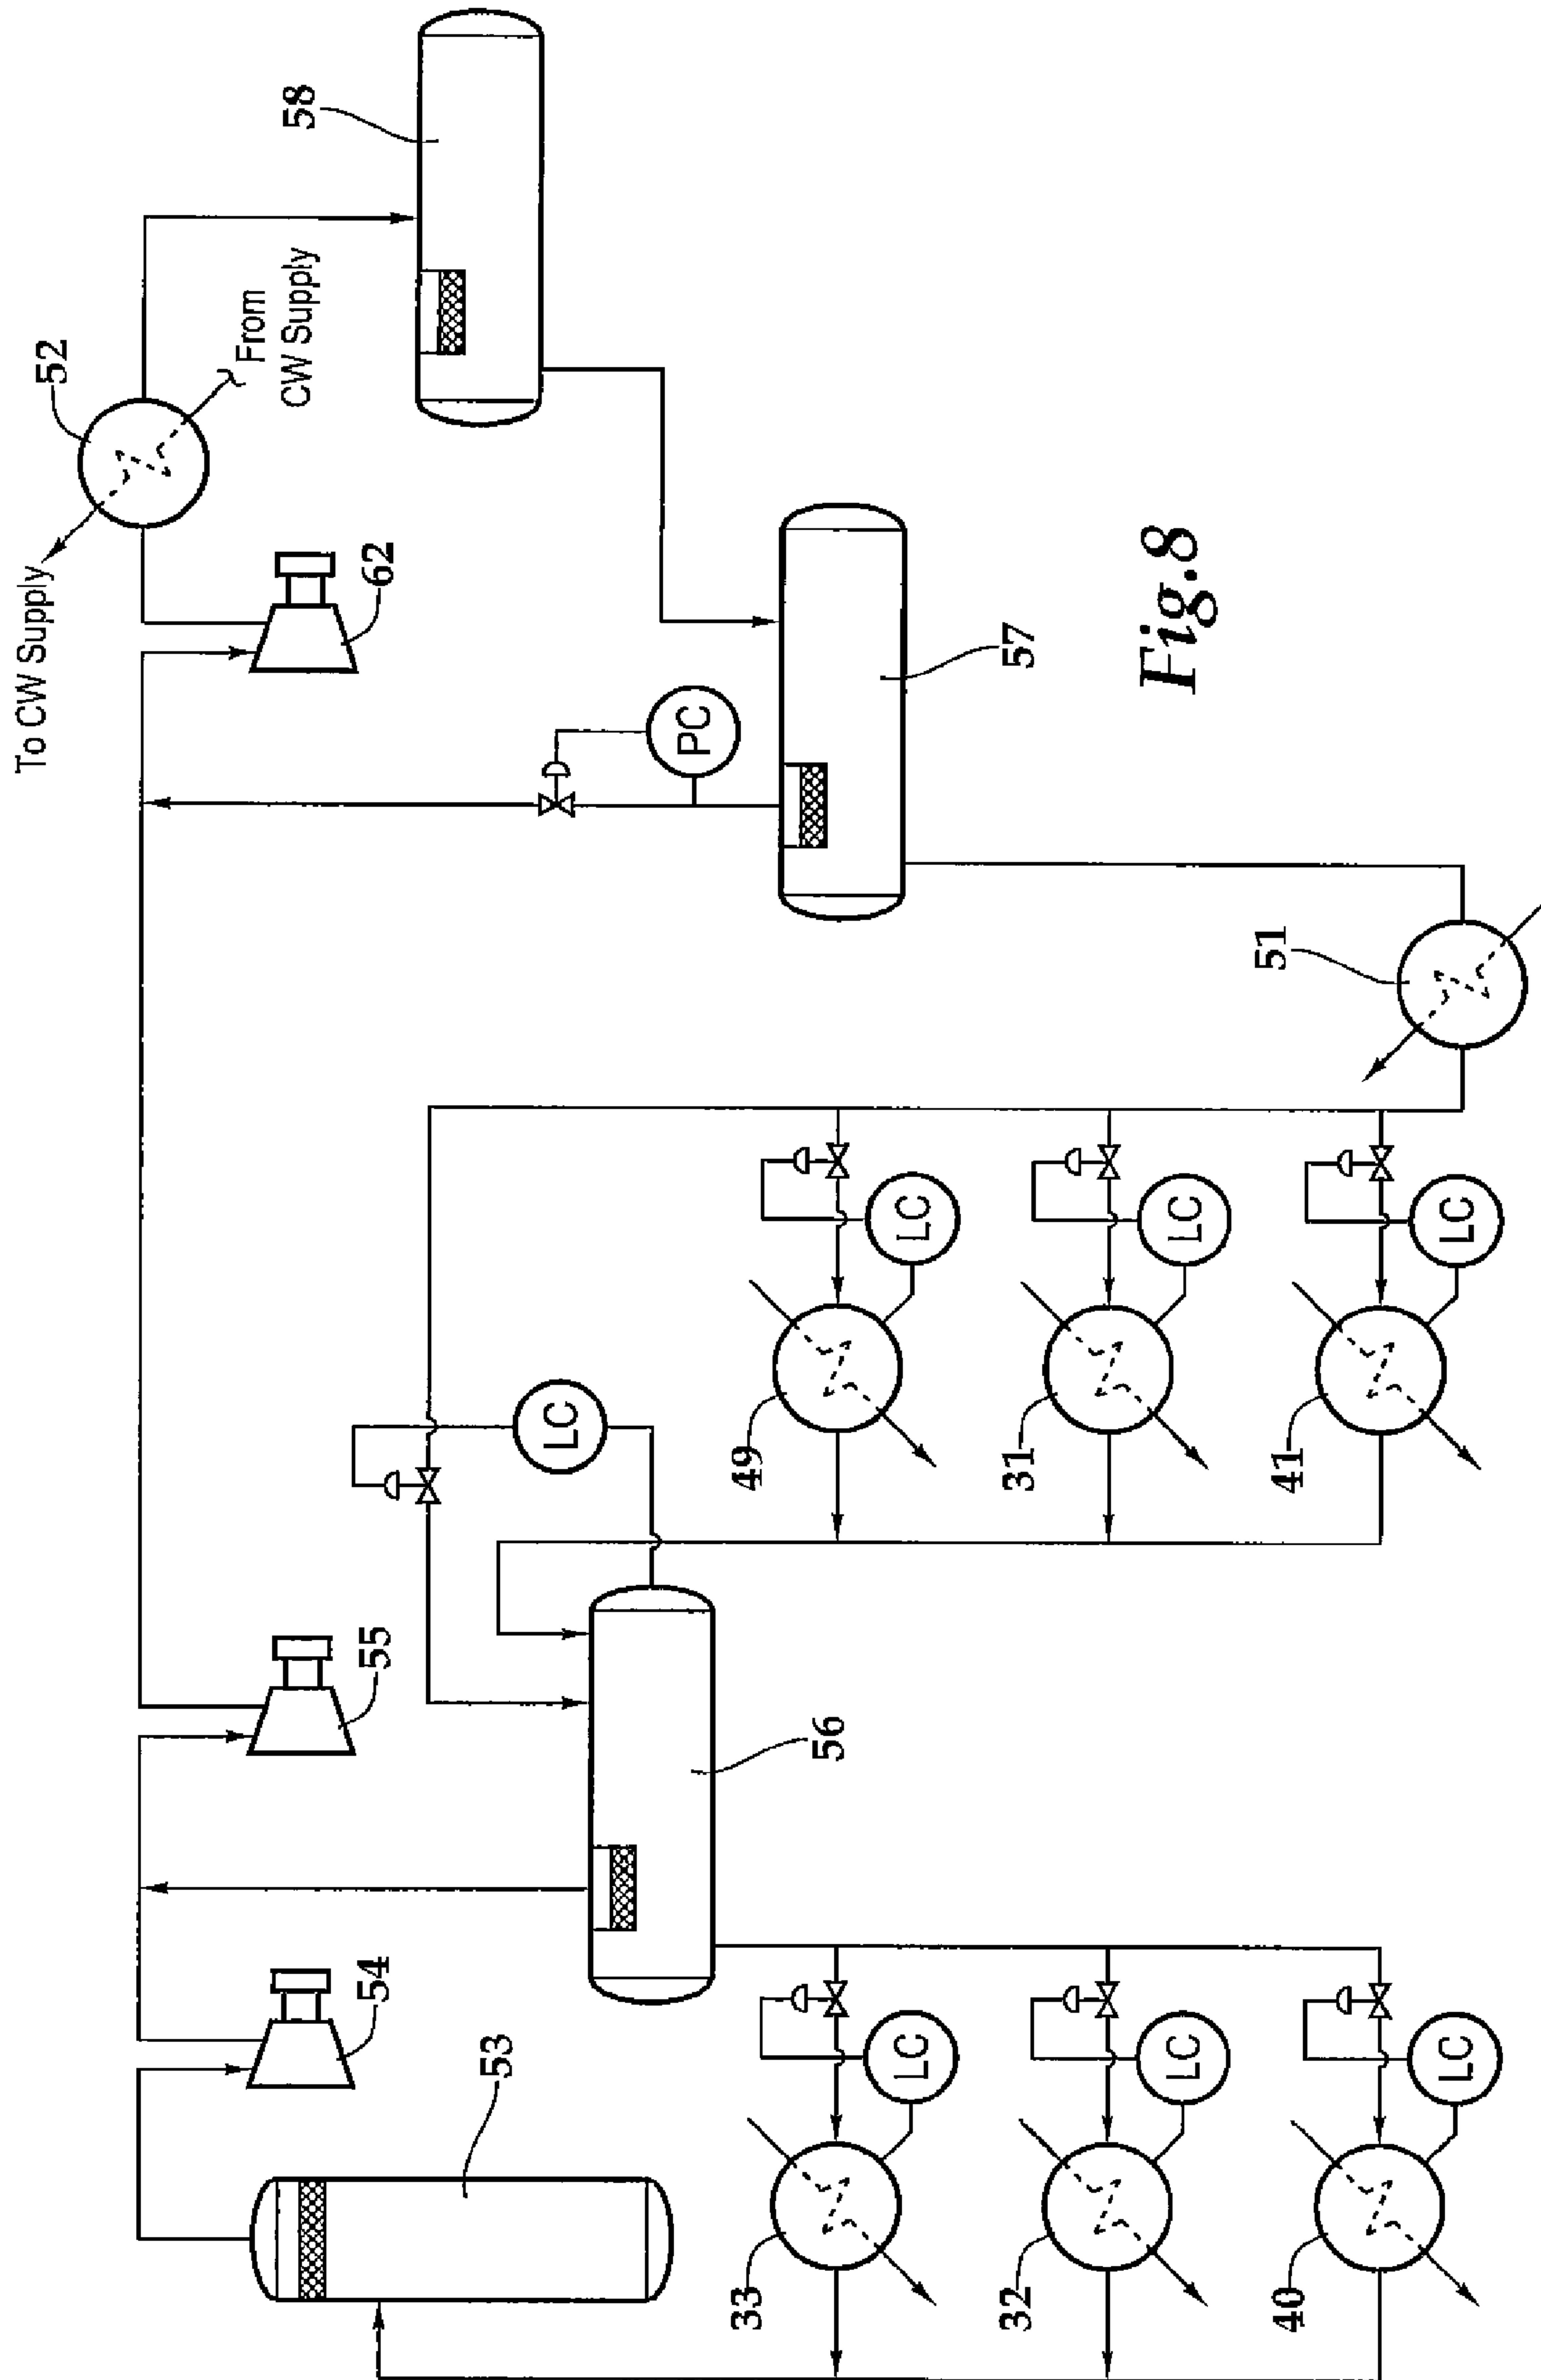 To CW Supply
52
From
CW Supply
58
62
PC
57
Fig.8
51
55
LC
56
49
LC
31
LC
41
LC
54
53
33
LC
32
LC
40
LC